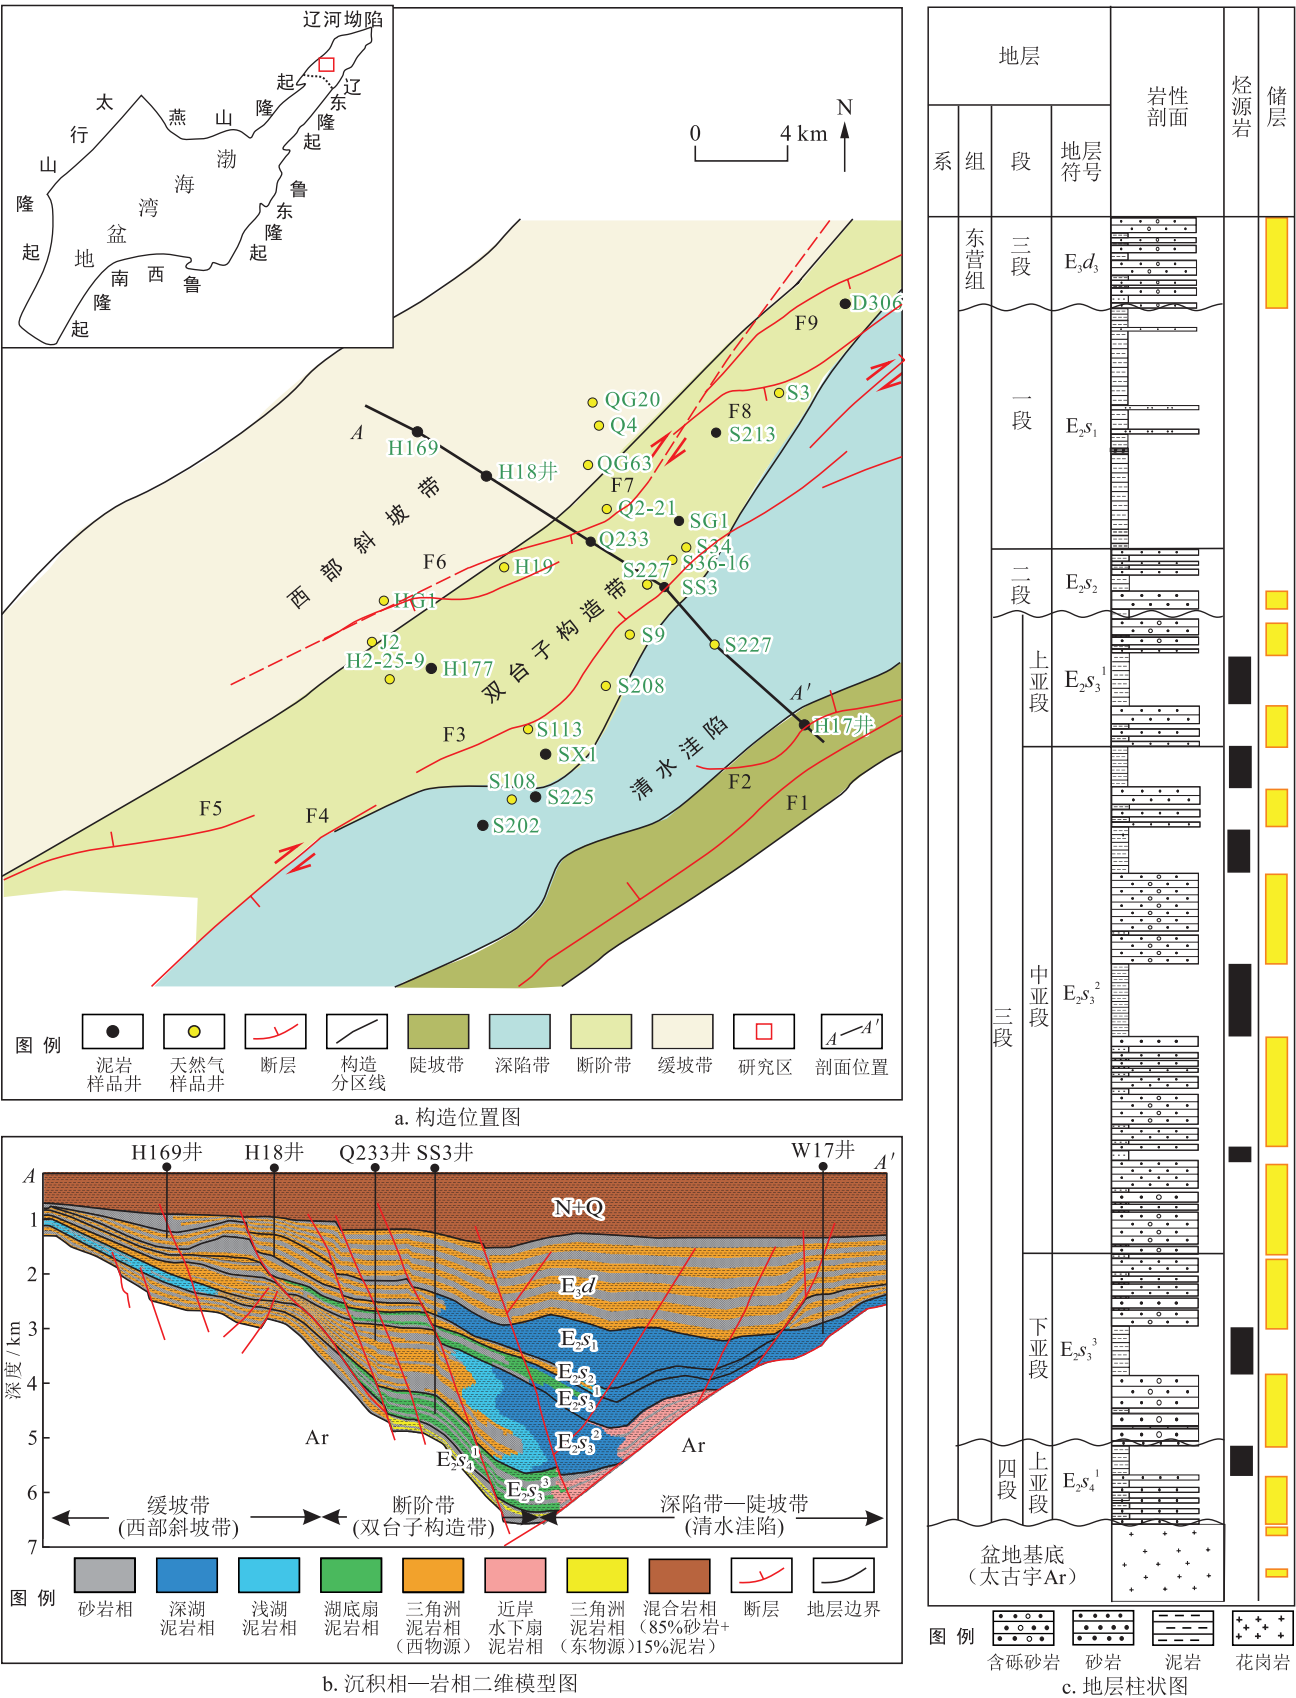 辽河坳陷
太行山隆起
燕山隆起
辽东隆起
鲁东隆起
鲁西南隆起
渤海湾盆地
0 4 km
N
D306
F9
S3
F8
S213
QG20
Q4
QG63
F7
Q2-21
SG1
A
H169
H18井
Q233
S34
S36-16
S227
SS3
H19
F6
HG1
J2
H2-25-9
H177
S9
S227
S208
A′
H17井
S113
SX1
F3
S108
S225
S202
F2
F1
F5
F4
西部斜坡带
双台子构造带
清水洼陷
图 例
泥岩
样品井
天然气
样品井
断层
构造
分区线
陡坡带
深陷带
断阶带
缓坡带
研究区
A A′
剖面位置
a. 构造位置图
H169井 H18井 Q233井 SS3井 W17井
A A′
N+Q
E₃d
E₂s₁
E₂s₂
E₂s₃¹
E₂s₃²
E₂s₃³
E₂s₄¹
Ar
Ar
深度/km
1
2
3
4
5
6
7
缓坡带
(西部斜坡带)
断阶带
(双台子构造带)
深陷带—陡坡带
(清水洼陷)
图 例
砂岩相
深湖
泥岩相
浅湖
泥岩相
湖底扇
泥岩相
三角洲
泥岩相
(西物源)
近岸
水下扇
泥岩相
三角洲
泥岩相
(东物源)
混合岩相
(85%砂岩+
15%泥岩)
断层
地层边界
b. 沉积相—岩相二维模型图
地层
岩性
剖面
烃源岩
储层
系
组
段
地层
符号
东营组
三段
E₃d₃
一段
E₂s₁
二段
E₂s₂
三段
上亚段
E₂s₃¹
中亚段
E₂s₃²
下亚段
E₂s₃³
四段
上亚段
E₂s₄¹
盆地基底
(太古宇Ar)
图 例
含砾砂岩
砂岩
泥岩
花岗岩
c. 地层柱状图